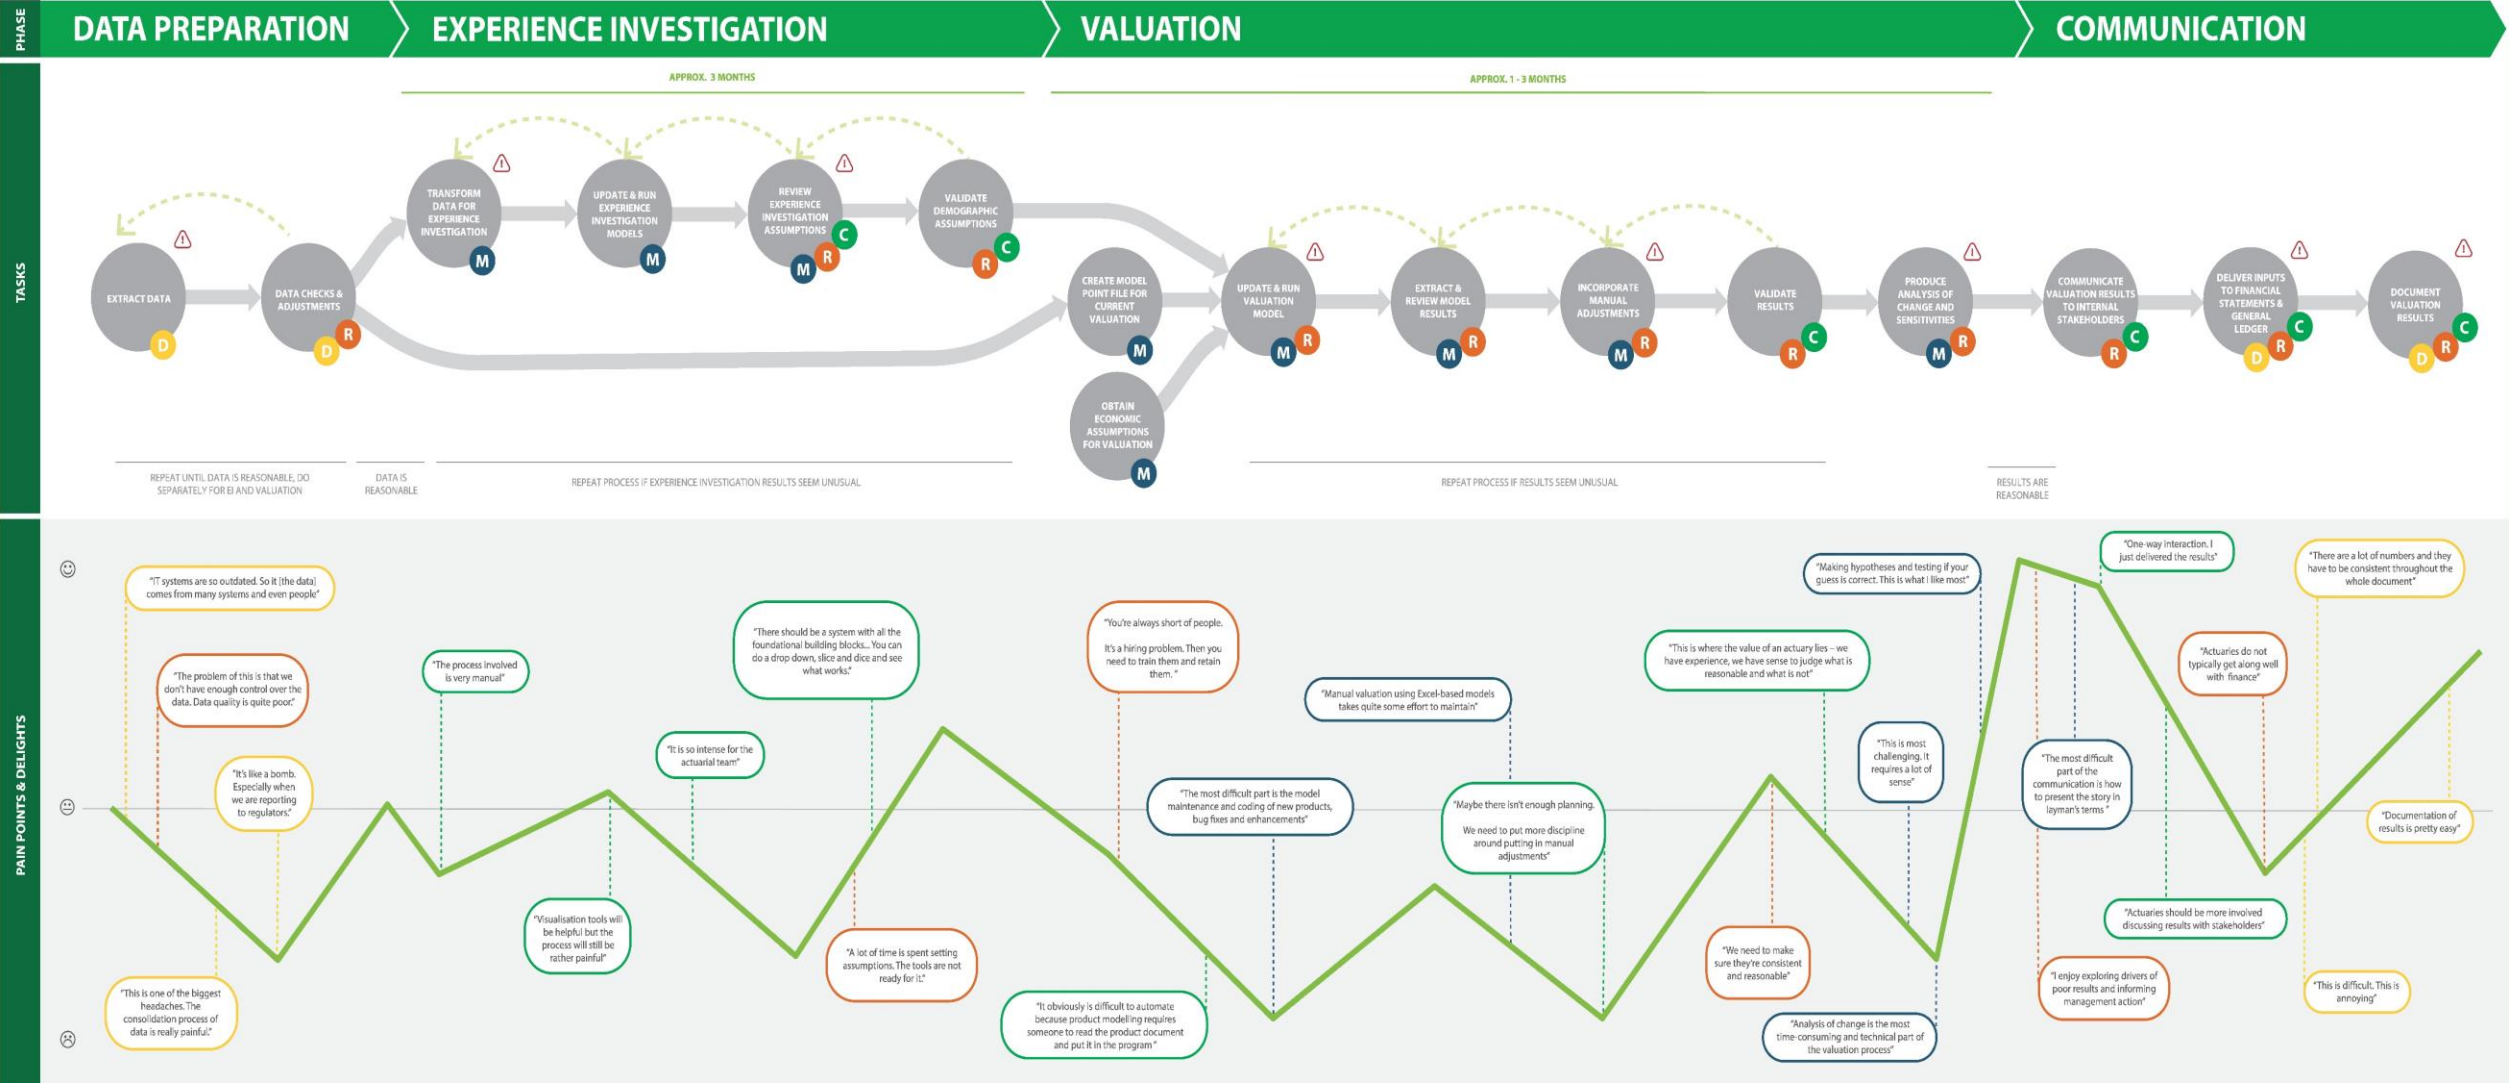 PHASE
DATA PREPARATION
EXPERIENCE INVESTIGATION
VALUATION
COMMUNICATION
TASKS
APPROX. 3 MONTHS
APPROX. 1 - 3 MONTHS
EXTRACT DATA
D
DATA CHECKS &
ADJUSTMENTS
D
R
TRANSFORM
DATA FOR
EXPERIENCE
INVESTIGATION
M
UPDATE & RUN
EXPERIENCE
INVESTIGATION
MODELS
M
REVIEW
EXPERIENCE
INVESTIGATION
ASSUMPTIONS
M
R
C
VALIDATE
DEMOGRAPHIC
ASSUMPTIONS
R
C
CREATE MODEL
POINT FILE FOR
CURRENT
VALUATION
M
OBTAIN
ECONOMIC
ASSUMPTIONS
FOR VALUATION
M
UPDATE & RUN
VALUATION
MODEL
M
R
EXTRACT &
REVIEW MODEL
RESULTS
M
R
INCORPORATE
MANUAL
ADJUSTMENTS
M
R
VALIDATE
RESULTS
R
C
PRODUCE
ANALYSIS OF
CHANGE AND
SENSITIVITIES
M
R
COMMUNICATE
VALUATION RESULTS
TO INTERNAL
STAKEHOLDERS
R
C
DELIVER INPUTS
TO FINANCIAL
STATEMENTS &
GENERAL
LEDGER
D
R
C
DOCUMENT
VALUATION
RESULTS
D
R
C
REPEAT UNTIL DATA IS REASONABLE, DO
SEPARATELY FOR EI AND VALUATION
DATA IS
REASONABLE
REPEAT PROCESS IF EXPERIENCE INVESTIGATION RESULTS SEEM UNUSUAL
REPEAT PROCESS IF RESULTS SEEM UNUSUAL
RESULTS ARE
REASONABLE
PAIN POINTS & DELIGHTS
"IT systems are so outdated. So it [the data]
comes from many systems and even people"
"The problem of this is that we
don't have enough control over the
data. Data quality is quite poor."
"It's like a bomb.
Especially when
we are reporting
to regulators."
"This is one of the biggest
headaches. The
consolidation process of
data is really painful."
"The process involved
is very manual"
"Visualisation tools will
be helpful but the
process will still be
rather painful"
"It is so intense for the
actuarial team"
"There should be a system with all the
foundational building blocks... You can
do a drop down, slice and dice and see
what works."
"A lot of time is spent setting
assumptions. The tools are not
ready for it."
"You're always short of people.
It's a hiring problem. Then you
need to train them and retain
them. "
"It obviously is difficult to automate
because product modelling requires
someone to read the product document
and put it in the program "
"The most difficult part is the model
maintenance and coding of new products,
bug fixes and enhancements"
"Manual valuation using Excel-based models
takes quite some effort to maintain"
"Maybe there isn't enough planning.
We need to put more discipline
around putting in manual
adjustments"
"We need to make
sure they're consistent
and reasonable"
"This is where the value of an actuary lies – we
have experience, we have sense to judge what is
reasonable and what is not"
"This is most
challenging. It
requires a lot of
sense"
"Analysis of change is the most
time-consuming and technical part of
the valuation process"
"Making hypotheses and testing if your
guess is correct. This is what I like most"
"The most difficult
part of the
communication is how
to present the story in
layman's terms "
"I enjoy exploring drivers of
poor results and informing
management action"
"One-way interaction. I
just delivered the results"
"Actuaries should be more involved
discussing results with stakeholders"
"Actuaries do not
typically get along well
with finance"
"There are a lot of numbers and they
have to be consistent throughout the
whole document"
"This is difficult. This is
annoying"
"Documentation of
results is pretty easy"